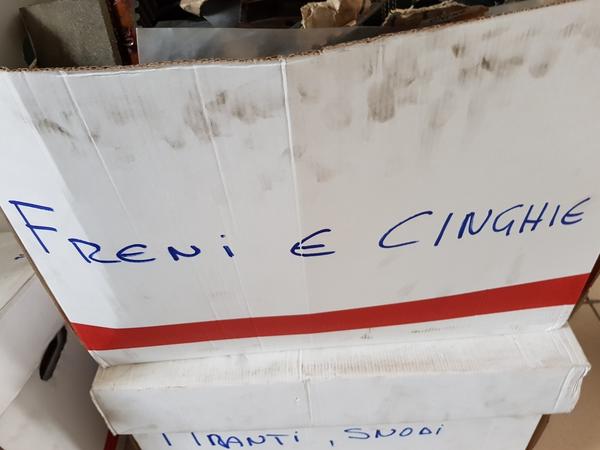 FRENI E CINGHIE
TIRANTI, SNODI